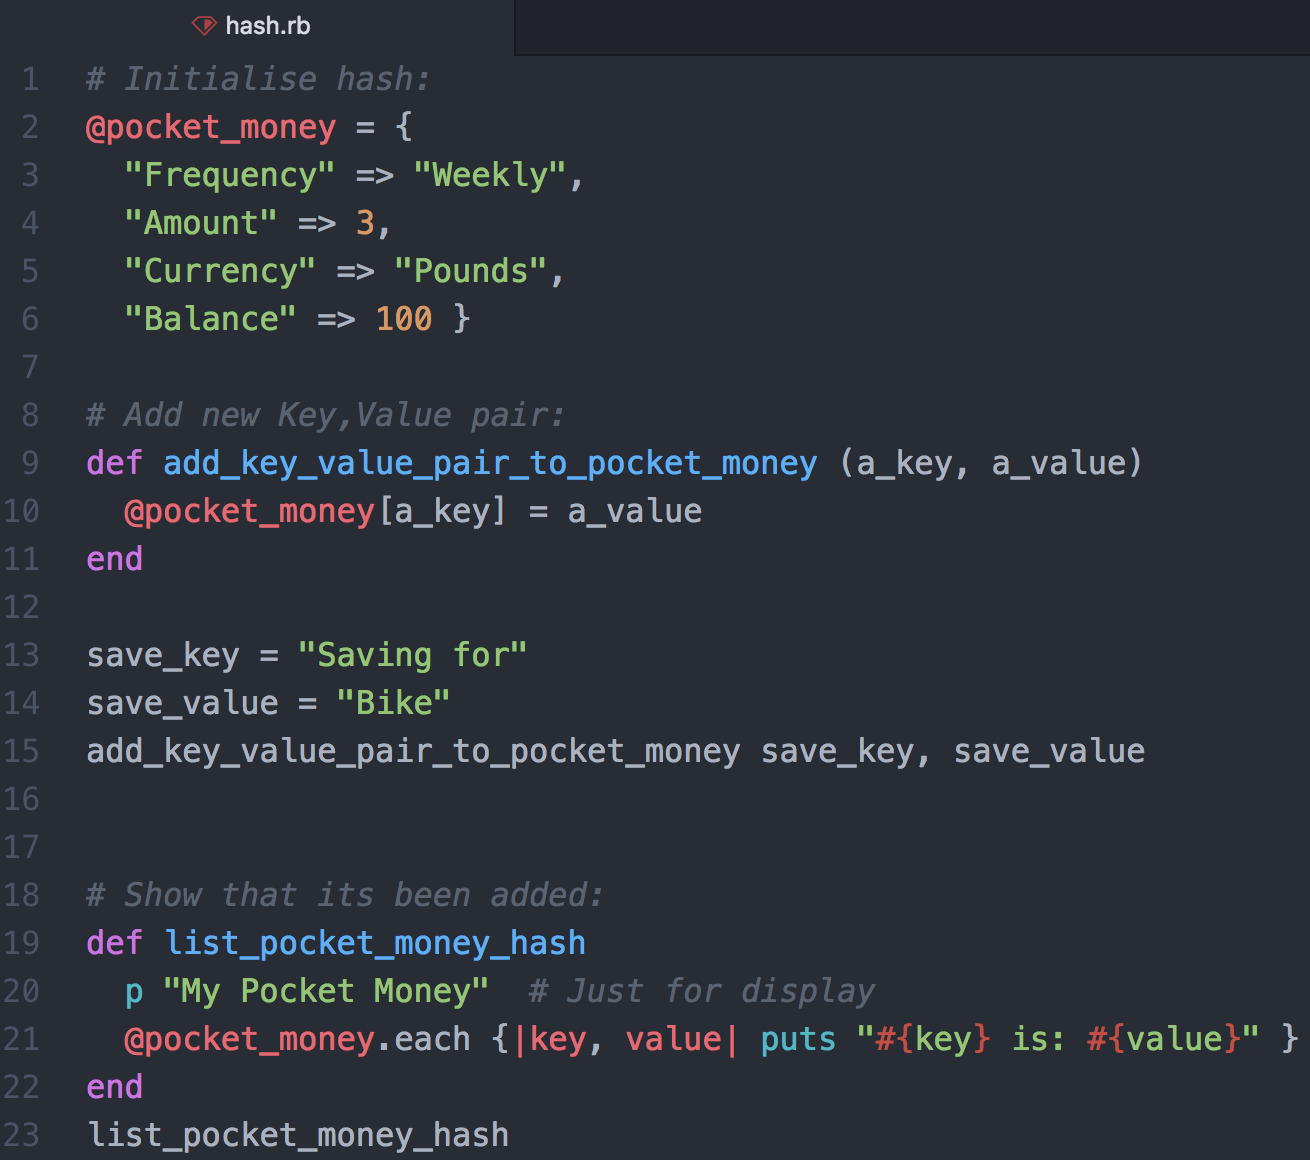 hash.rb
1 # Initialise hash:
2 @pocket_money = {
3   "Frequency" => "Weekly",
4   "Amount" => 3,
5   "Currency" => "Pounds",
6   "Balance" => 100 }
7
8 # Add new Key,Value pair:
9 def add_key_value_pair_to_pocket_money (a_key, a_value)
10   @pocket_money[a_key] = a_value
11 end
12
13 save_key = "Saving for"
14 save_value = "Bike"
15 add_key_value_pair_to_pocket_money save_key, save_value
16
17
18 # Show that its been added:
19 def list_pocket_money_hash
20   p "My Pocket Money"  # Just for display
21   @pocket_money.each {|key, value| puts "#{key} is: #{value}" }
22 end
23 list_pocket_money_hash